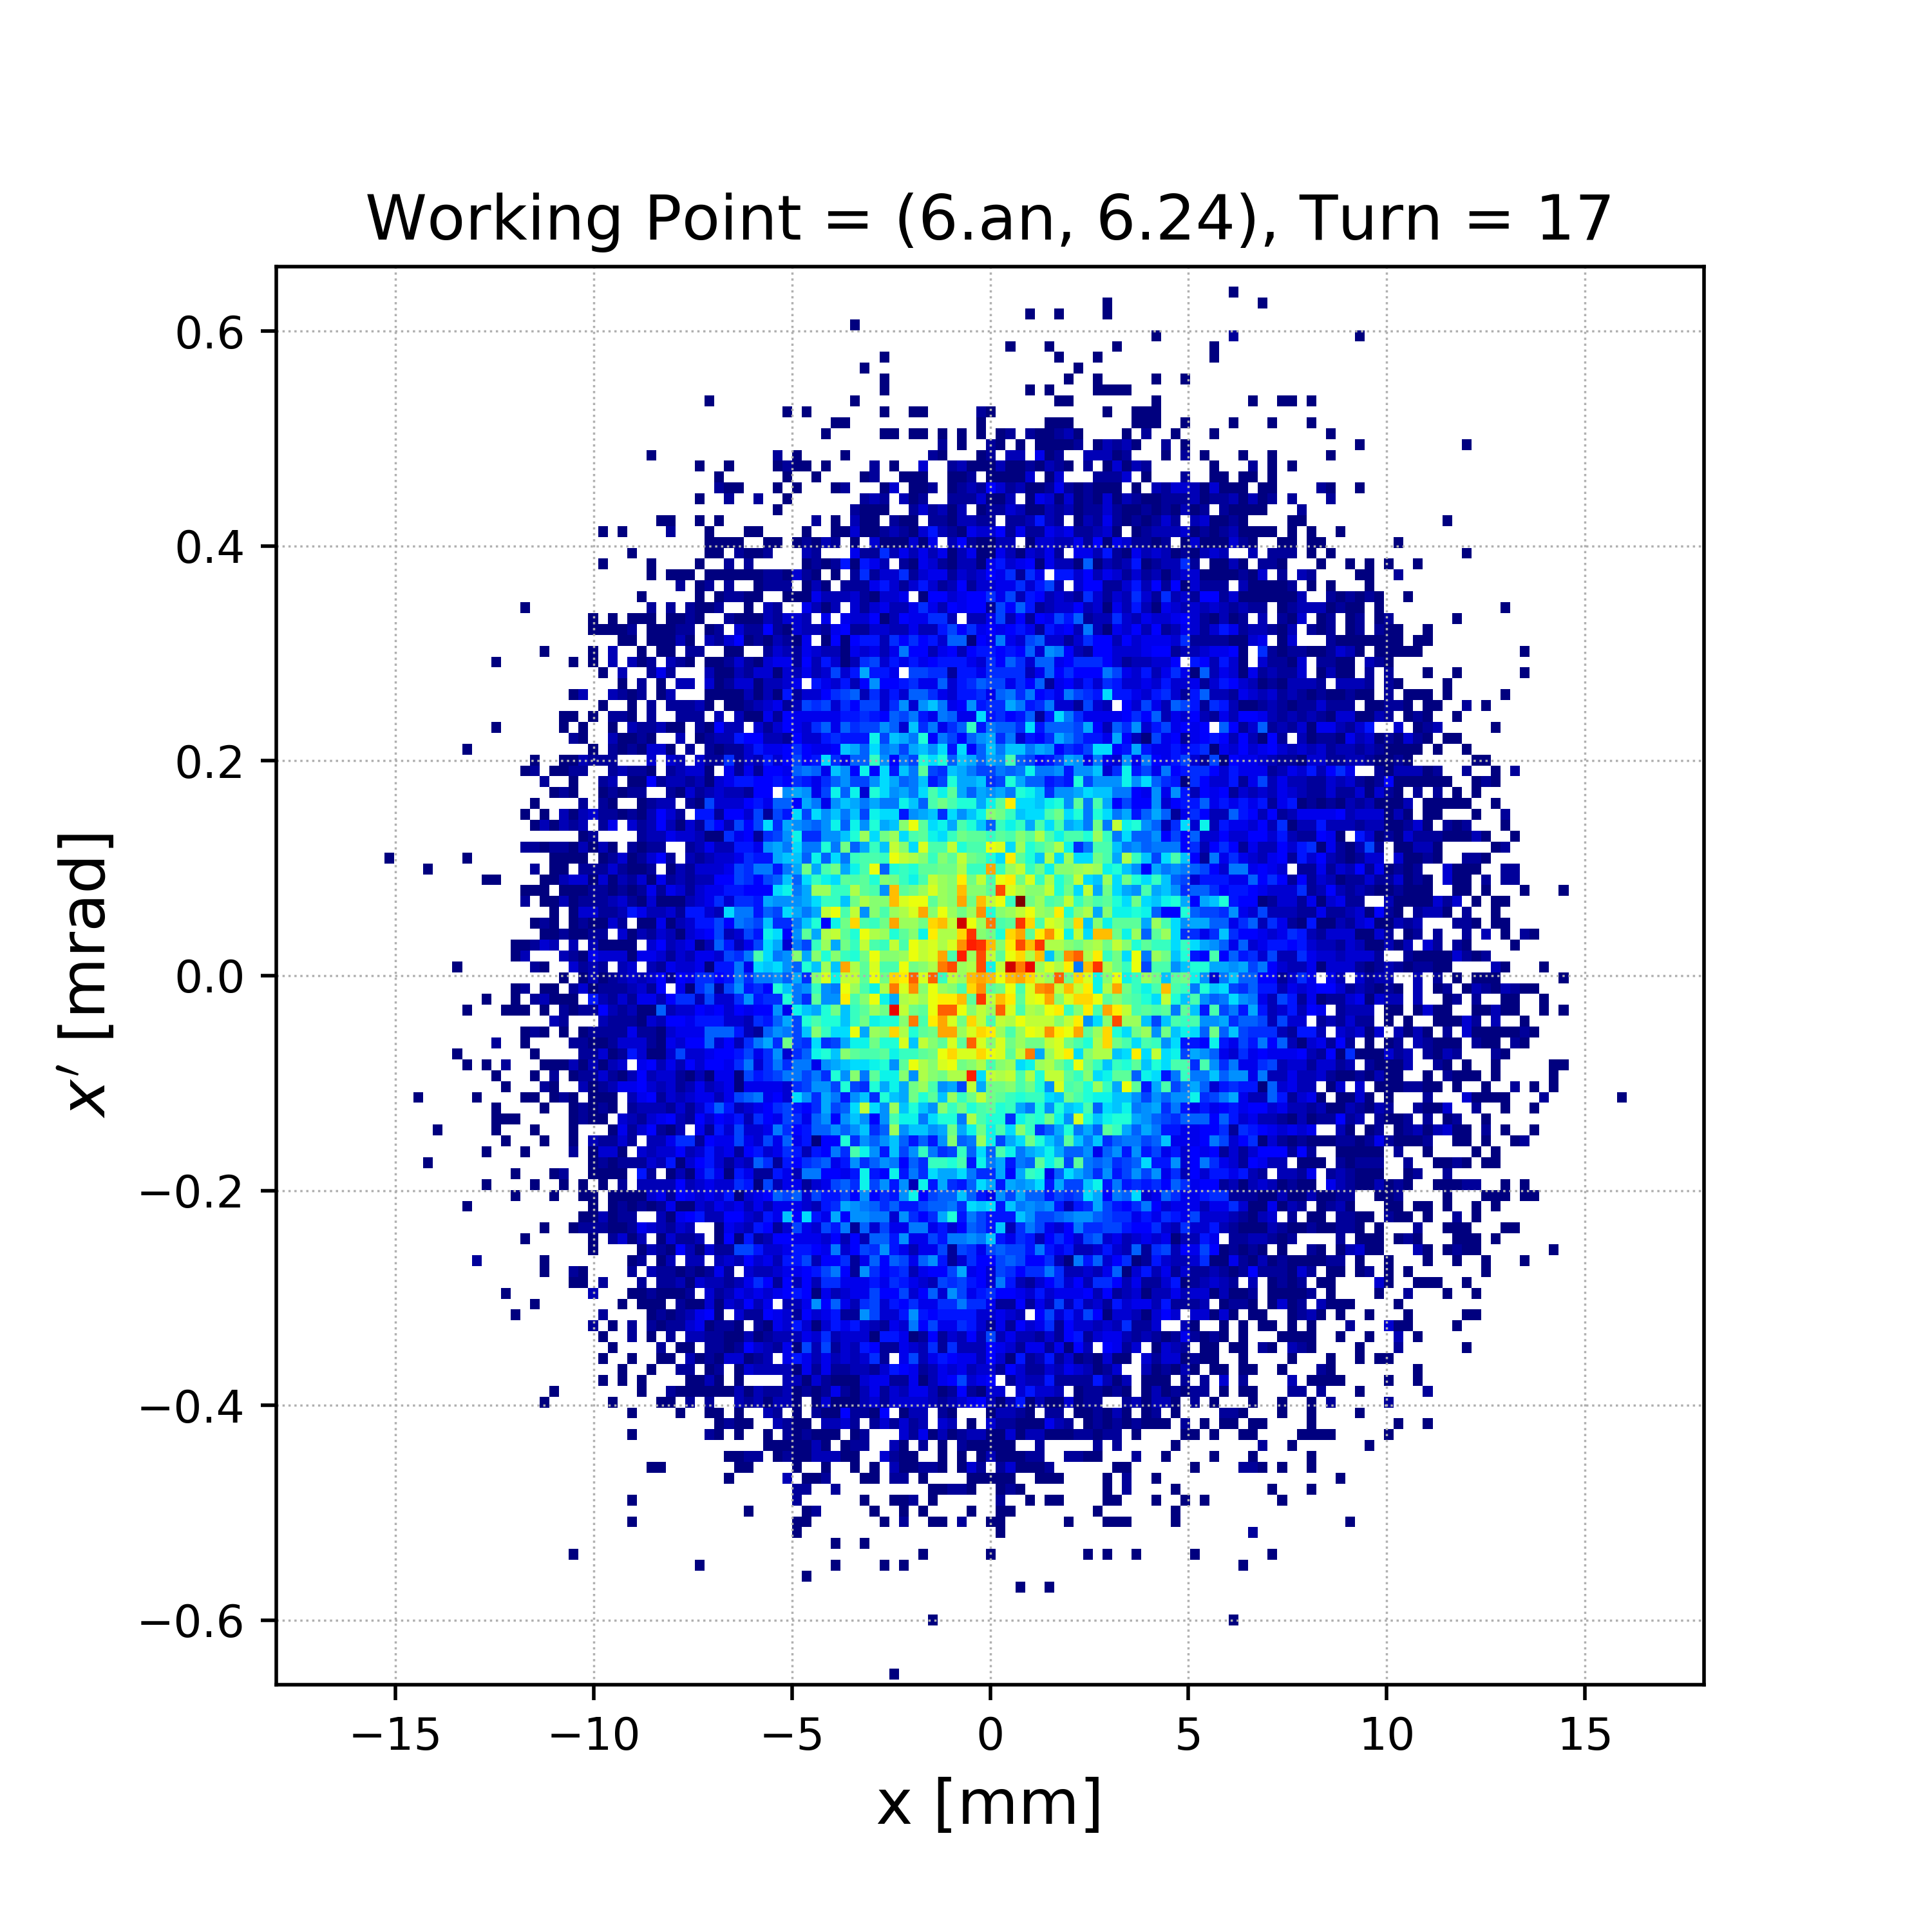 Working Point = (6.an, 6.24), Turn = 17
0.6
0.4
0.2
0.0
−0.2
−0.4
−0.6
x′ [mrad]
−15 −10 −5 0 5 10 15
x [mm]